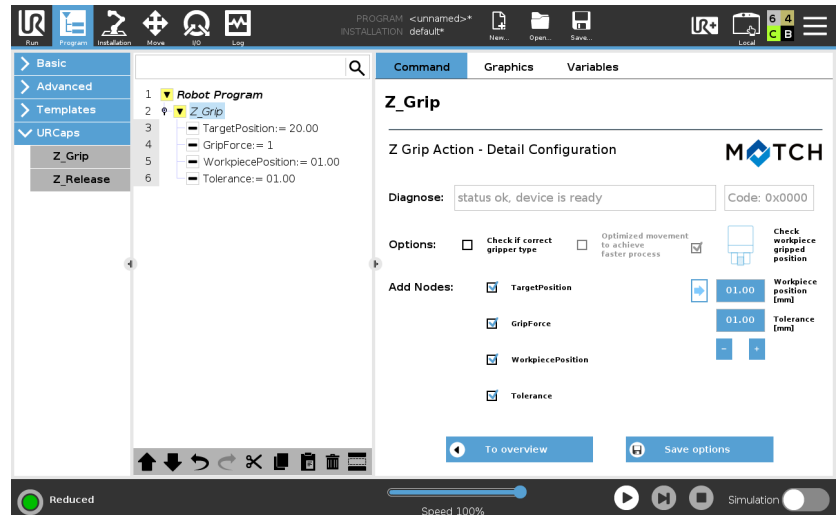 PROGRAM <unnamed>*
INSTALLATION default*
Run Program Installation Move I/O Log New... Open... Save... Local
UR UR+ 6 4 C B
Basic
Advanced
Templates
URCaps
Z_Grip
Z_Release
1 Robot Program
2 Z_Grip
3 TargetPosition:= 20.00
4 GripForce:= 1
5 WorkpiecePosition:= 01.00
6 Tolerance:= 01.00
Command Graphics Variables
Z_Grip
Z Grip Action - Detail Configuration
MATCH
Diagnose: status ok, device is ready Code: 0x0000
Options:
Check if correct
gripper type
Optimized movement
to achieve
faster process
Check
workpiece
gripped
position
Add Nodes:
TargetPosition
01.00
Workpiece
position
[mm]
GripForce
01.00
Tolerance
[mm]
- +
WorkpiecePosition
Tolerance
To overview Save options
Reduced
Speed 100%
Simulation